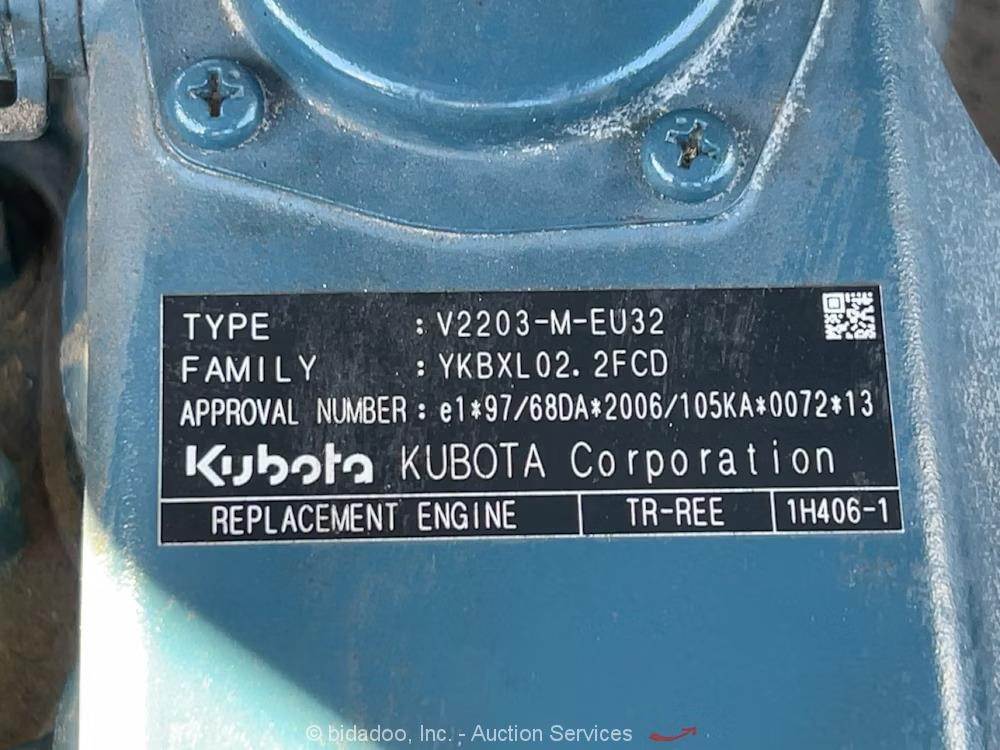 TYPE : V2203-M-EU32
FAMILY : YKBXL02.2FCD
APPROVAL NUMBER : e1*97/68DA*2006/105KA*0072*13
Kubota KUBOTA Corporation
REPLACEMENT ENGINE TR-REE 1H406-1
© bidadoo, Inc. - Auction Services